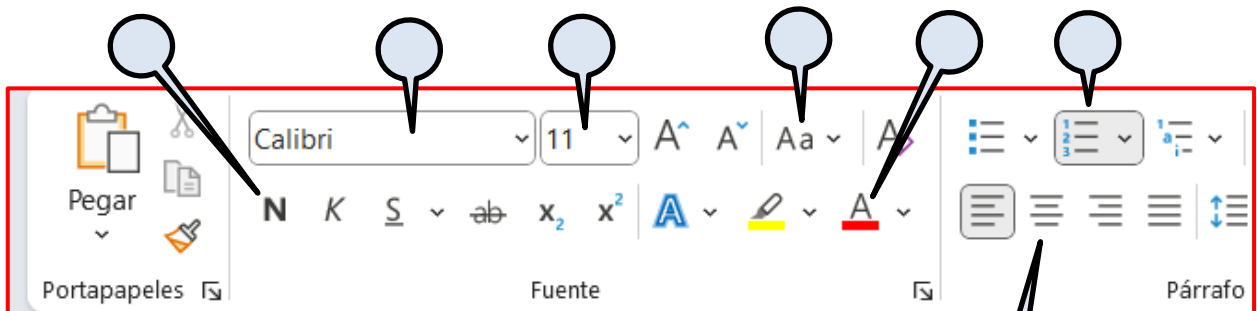 Calibri 11 Aa
Pegar
N K S ab x₂ x² A A
Portapapeles Fuente Párrafo